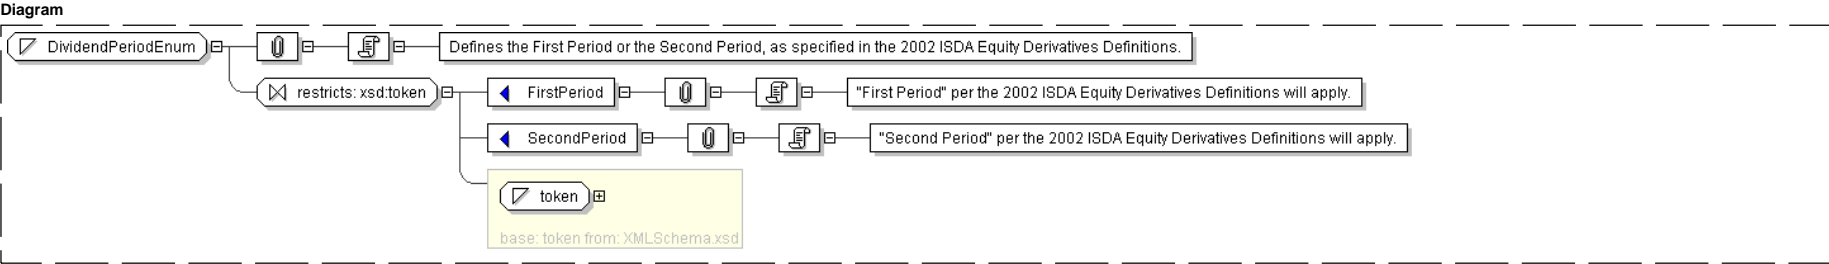 Diagram
DividendPeriodEnum
Defines the First Period or the Second Period, as specified in the 2002 ISDA Equity Derivatives Definitions.
restricts: xsd:token
FirstPeriod
"First Period" per the 2002 ISDA Equity Derivatives Definitions will apply.
SecondPeriod
"Second Period" per the 2002 ISDA Equity Derivatives Definitions will apply.
token
base: token from: XMLSchema.xsd